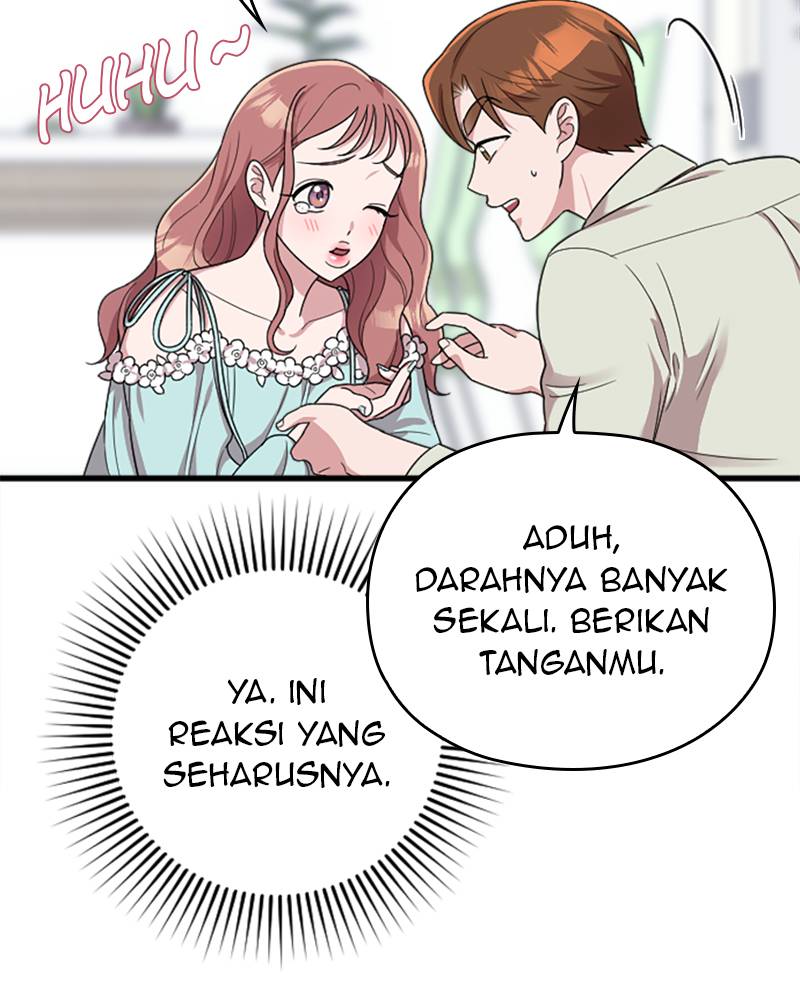 HUHU~
ADUH,
DARAHNYA BANYAK
SEKALI. BERIKAN
TANGANMU.
YA. INI
REAKSI YANG
SEHARUSNYA.